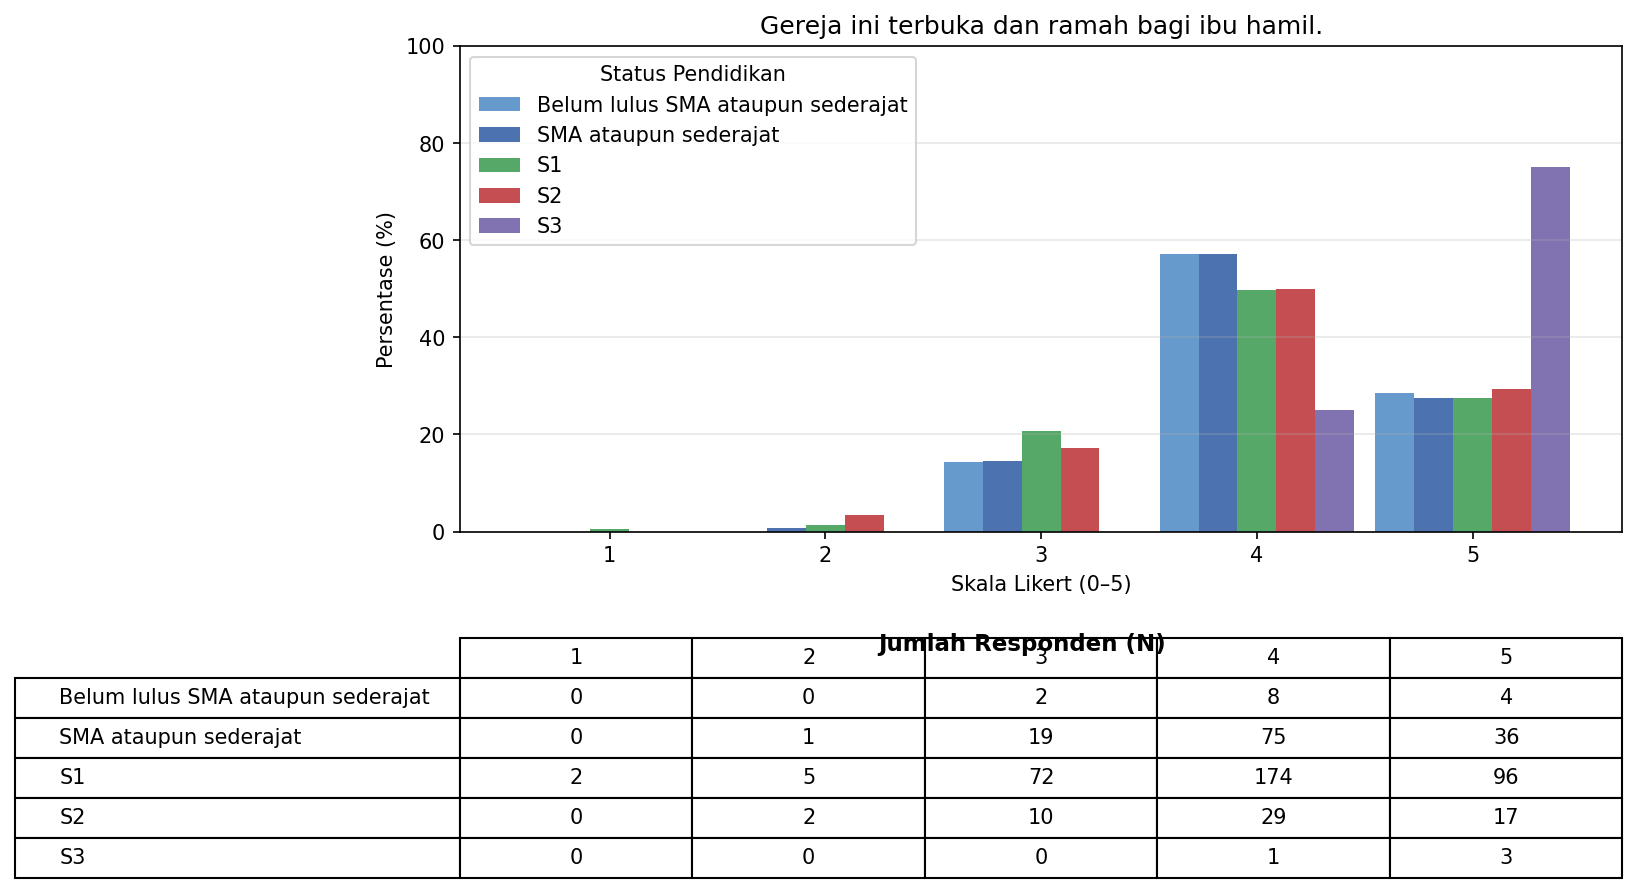 Gereja ini terbuka dan ramah bagi ibu hamil.
100
80
60
40
20
0
Persentase (%)
Status Pendidikan
Belum lulus SMA ataupun sederajat
SMA ataupun sederajat
S1
S2
S3
1 2 3 4 5
Skala Likert (0–5)
Jumlah Responden (N)
1 2 3 4 5
Belum lulus SMA ataupun sederajat 0 0 2 8 4
SMA ataupun sederajat 0 1 19 75 36
S1 2 5 72 174 96
S2 0 2 10 29 17
S3 0 0 0 1 3